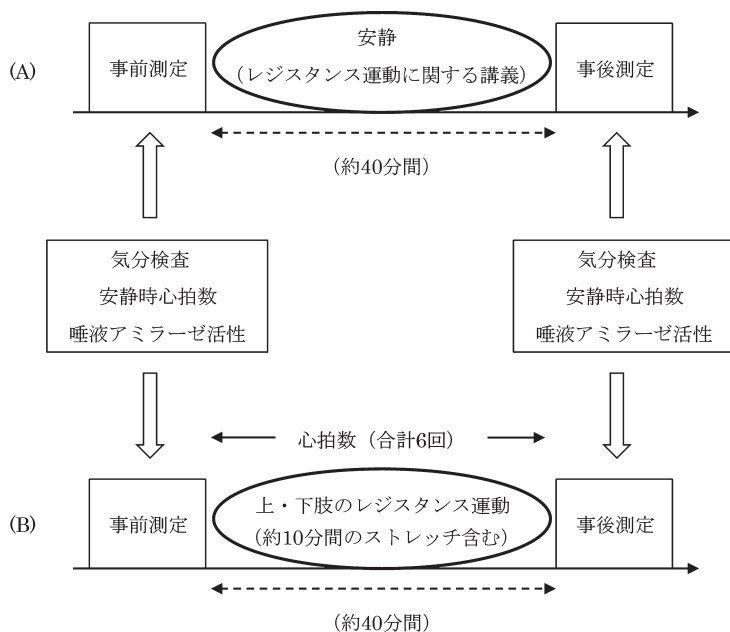 (A)
事前測定
安静
(レジスタンス運動に関する講義)
事後測定
(約40分間)
気分検査
安静時心拍数
唾液アミラーゼ活性
気分検査
安静時心拍数
唾液アミラーゼ活性
心拍数（合計6回）
(B)
事前測定
上・下肢のレジスタンス運動
(約10分間のストレッチ含む)
事後測定
(約40分間)